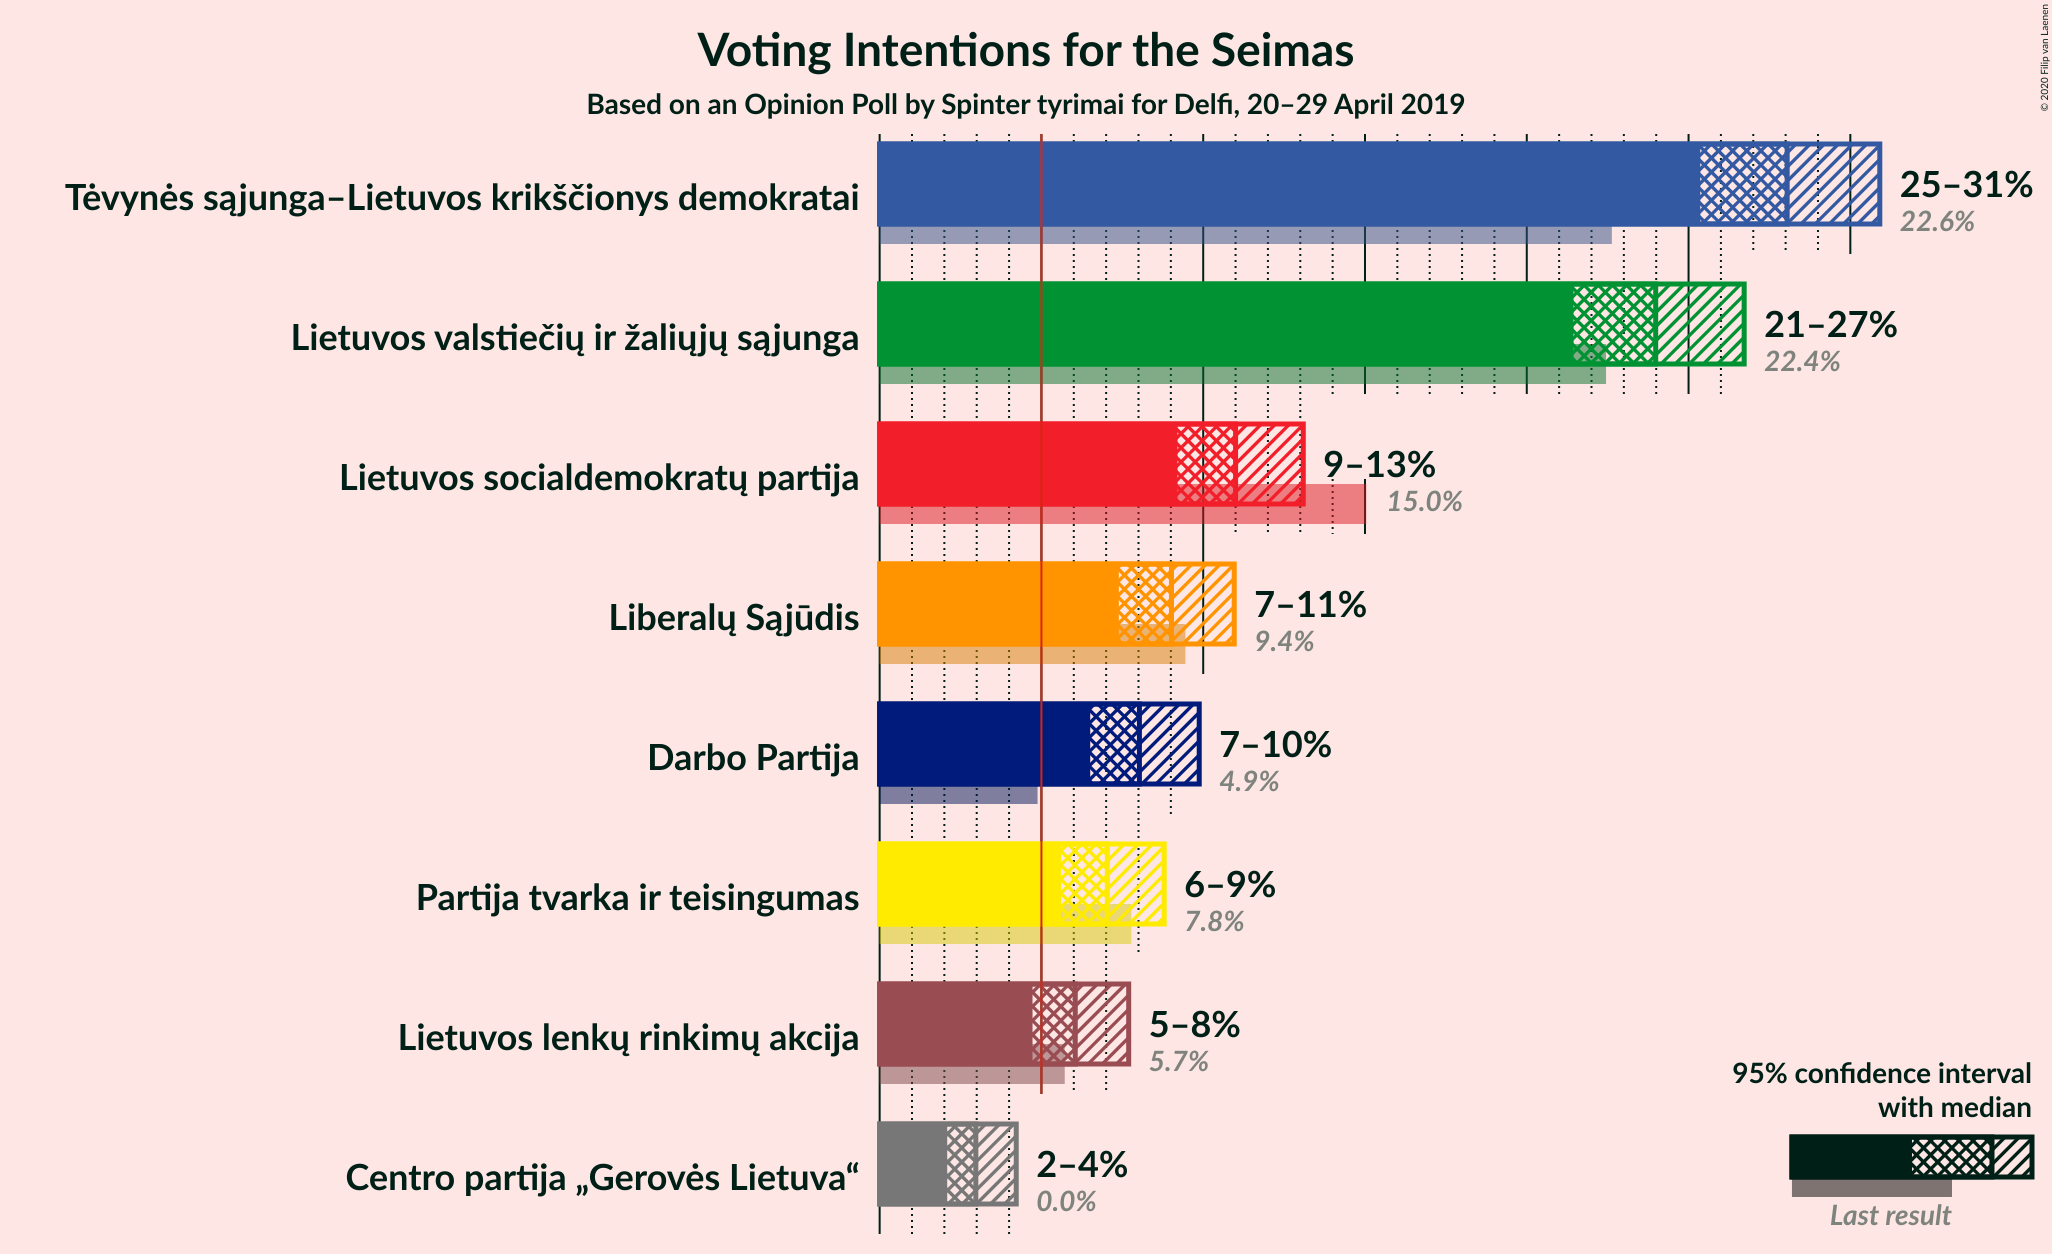 Voting Intentions for the Seimas
Based on an Opinion Poll by Spinter tyrimai for Delfi, 20–29 April 2019
© 2020 Filip van Laenen
Tėvynės sąjunga–Lietuvos krikščionys demokratai
25–31%
22.6%
Lietuvos valstiečių ir žaliųjų sąjunga
21–27%
22.4%
Lietuvos socialdemokratų partija
9–13%
15.0%
Liberalų Sąjūdis
7–11%
9.4%
Darbo Partija
7–10%
4.9%
Partija tvarka ir teisingumas
6–9%
7.8%
Lietuvos lenkų rinkimų akcija
5–8%
5.7%
Centro partija „Gerovės Lietuva“
2–4%
0.0%
95% confidence interval
with median
Last result